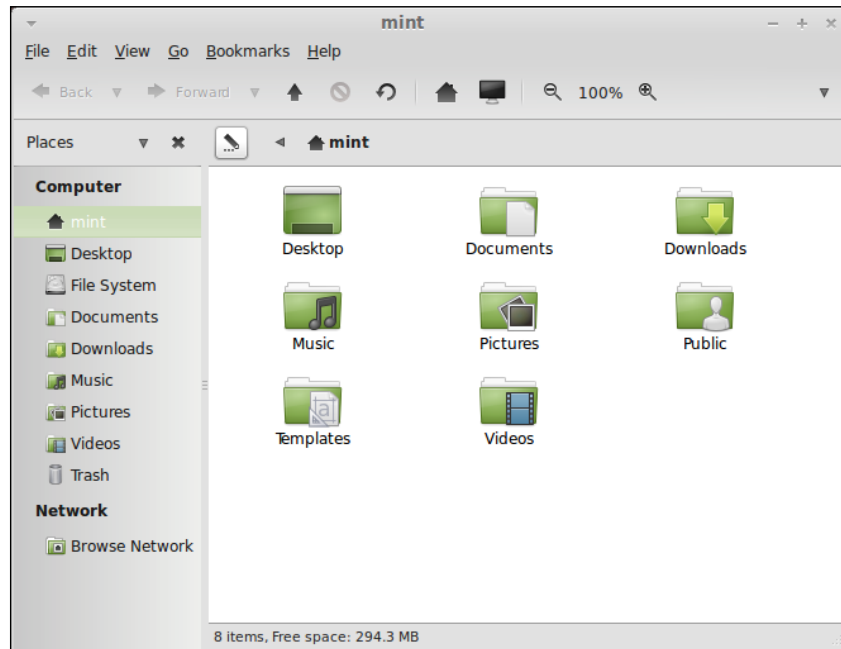 mint
File Edit View Go Bookmarks Help
Back Forward 100%
Places mint
Computer
mint
Desktop
File System
Documents
Downloads
Music
Pictures
Videos
Trash
Network
Browse Network
Desktop Documents Downloads
Music Pictures Public
Templates Videos
8 items, Free space: 294.3 MB